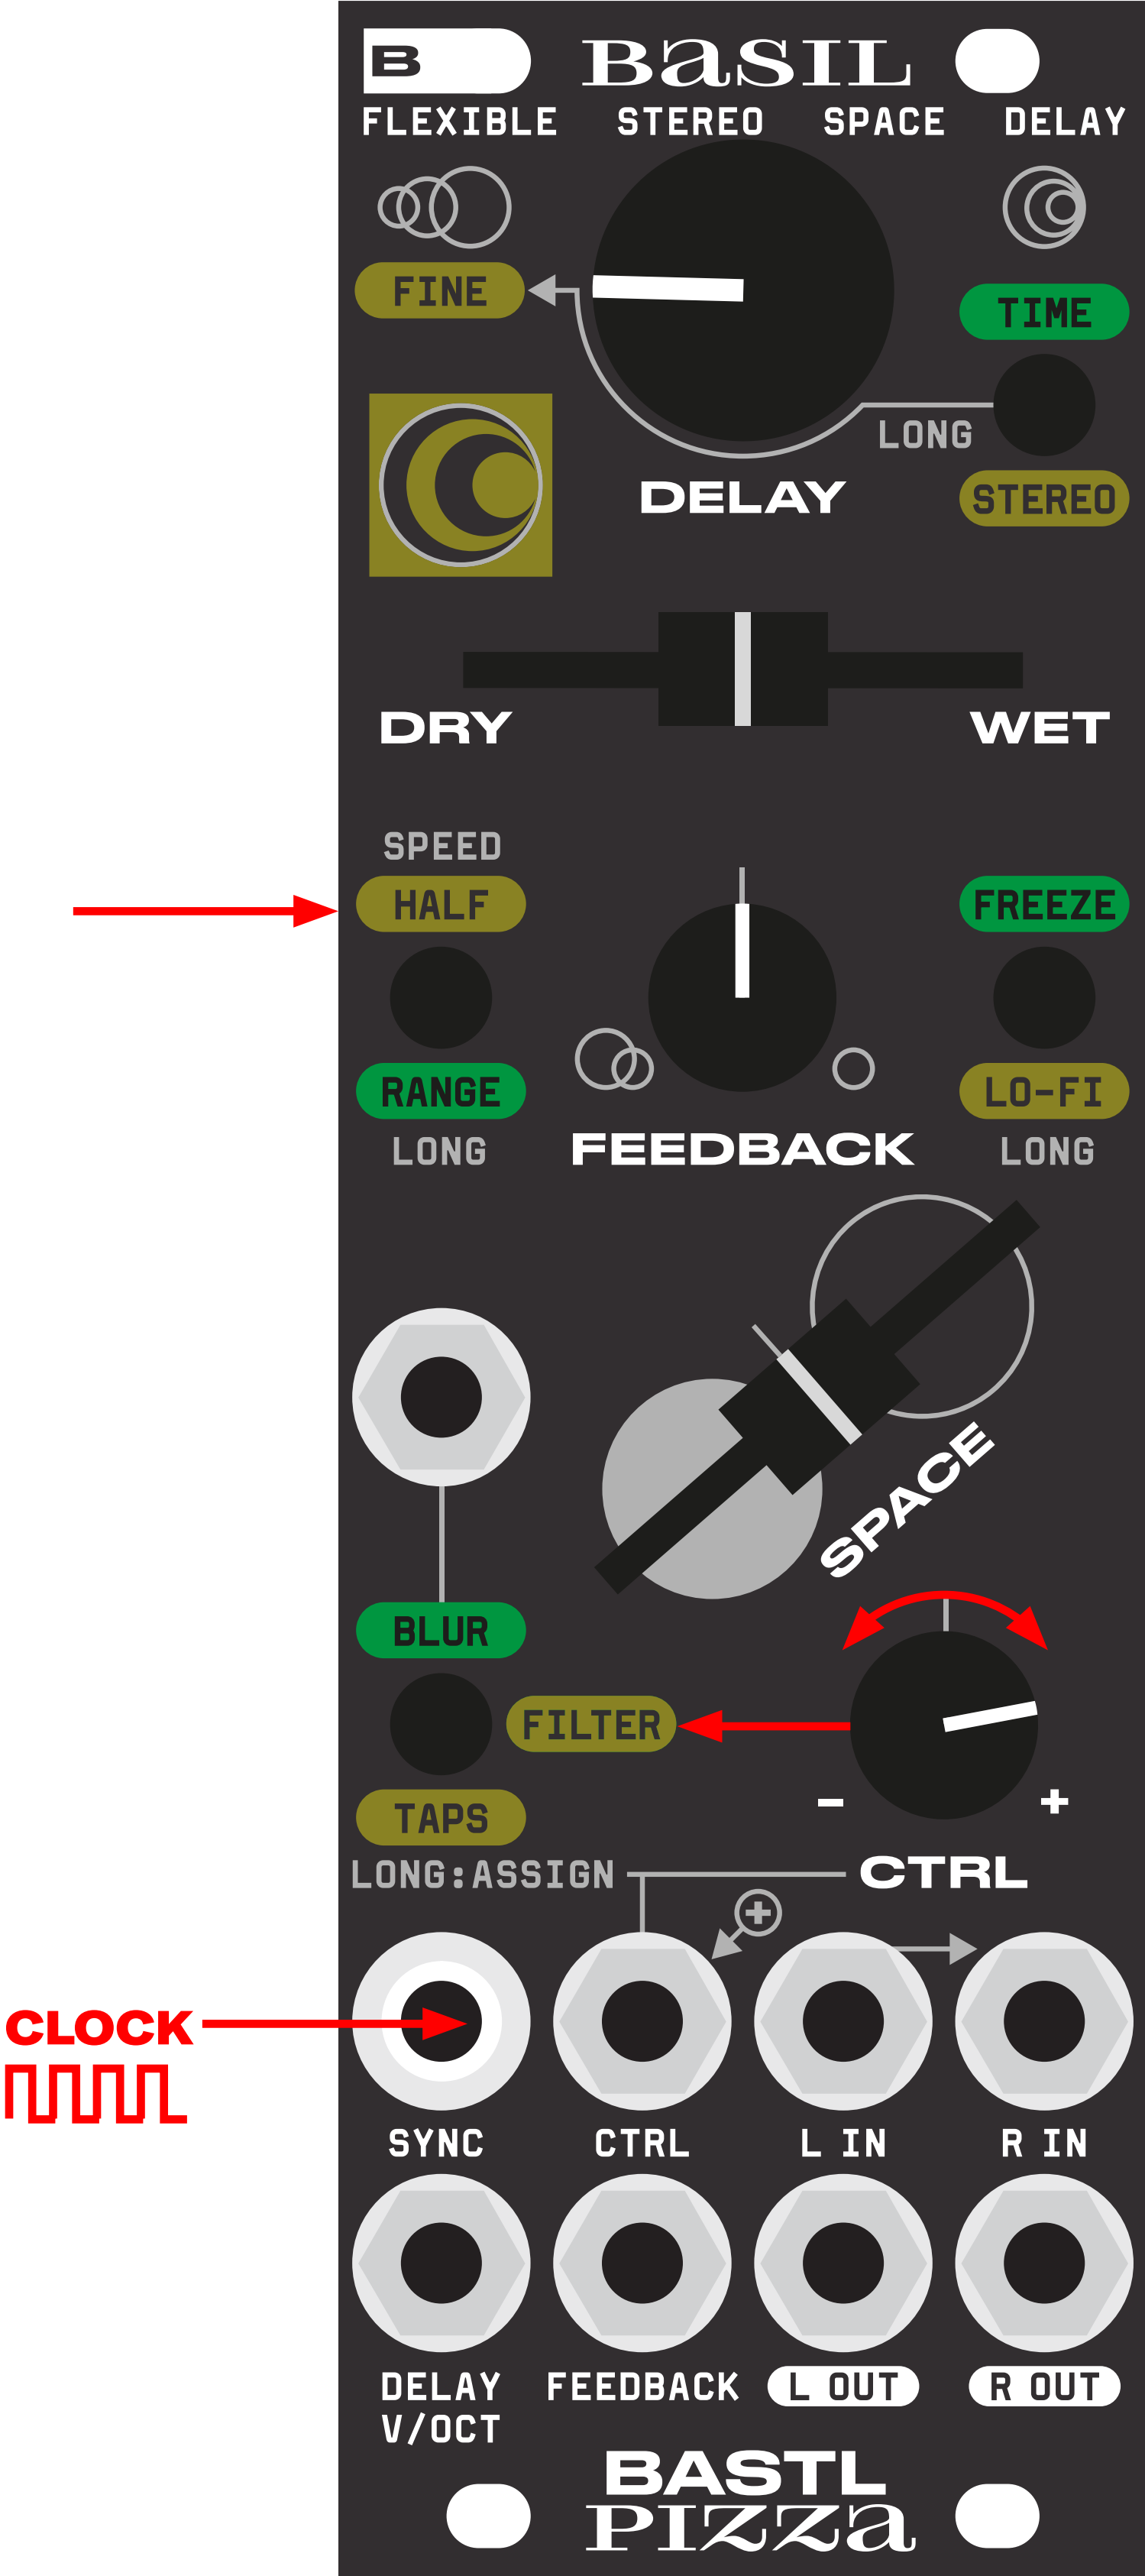 B BASIL
FLEXIBLE STEREO SPACE DELAY
FINE
TIME
LONG
DELAY
STEREO
DRY WET
SPEED
HALF
FREEZE
RANGE
LO-FI
LONG
FEEDBACK
LONG
SPACE
BLUR
FILTER
TAPS
- +
LONG:ASSIGN
CTRL
+
CLOCK
SYNC CTRL L IN R IN
DELAY
V/OCT
FEEDBACK
L OUT
R OUT
BASTL
PIZZA